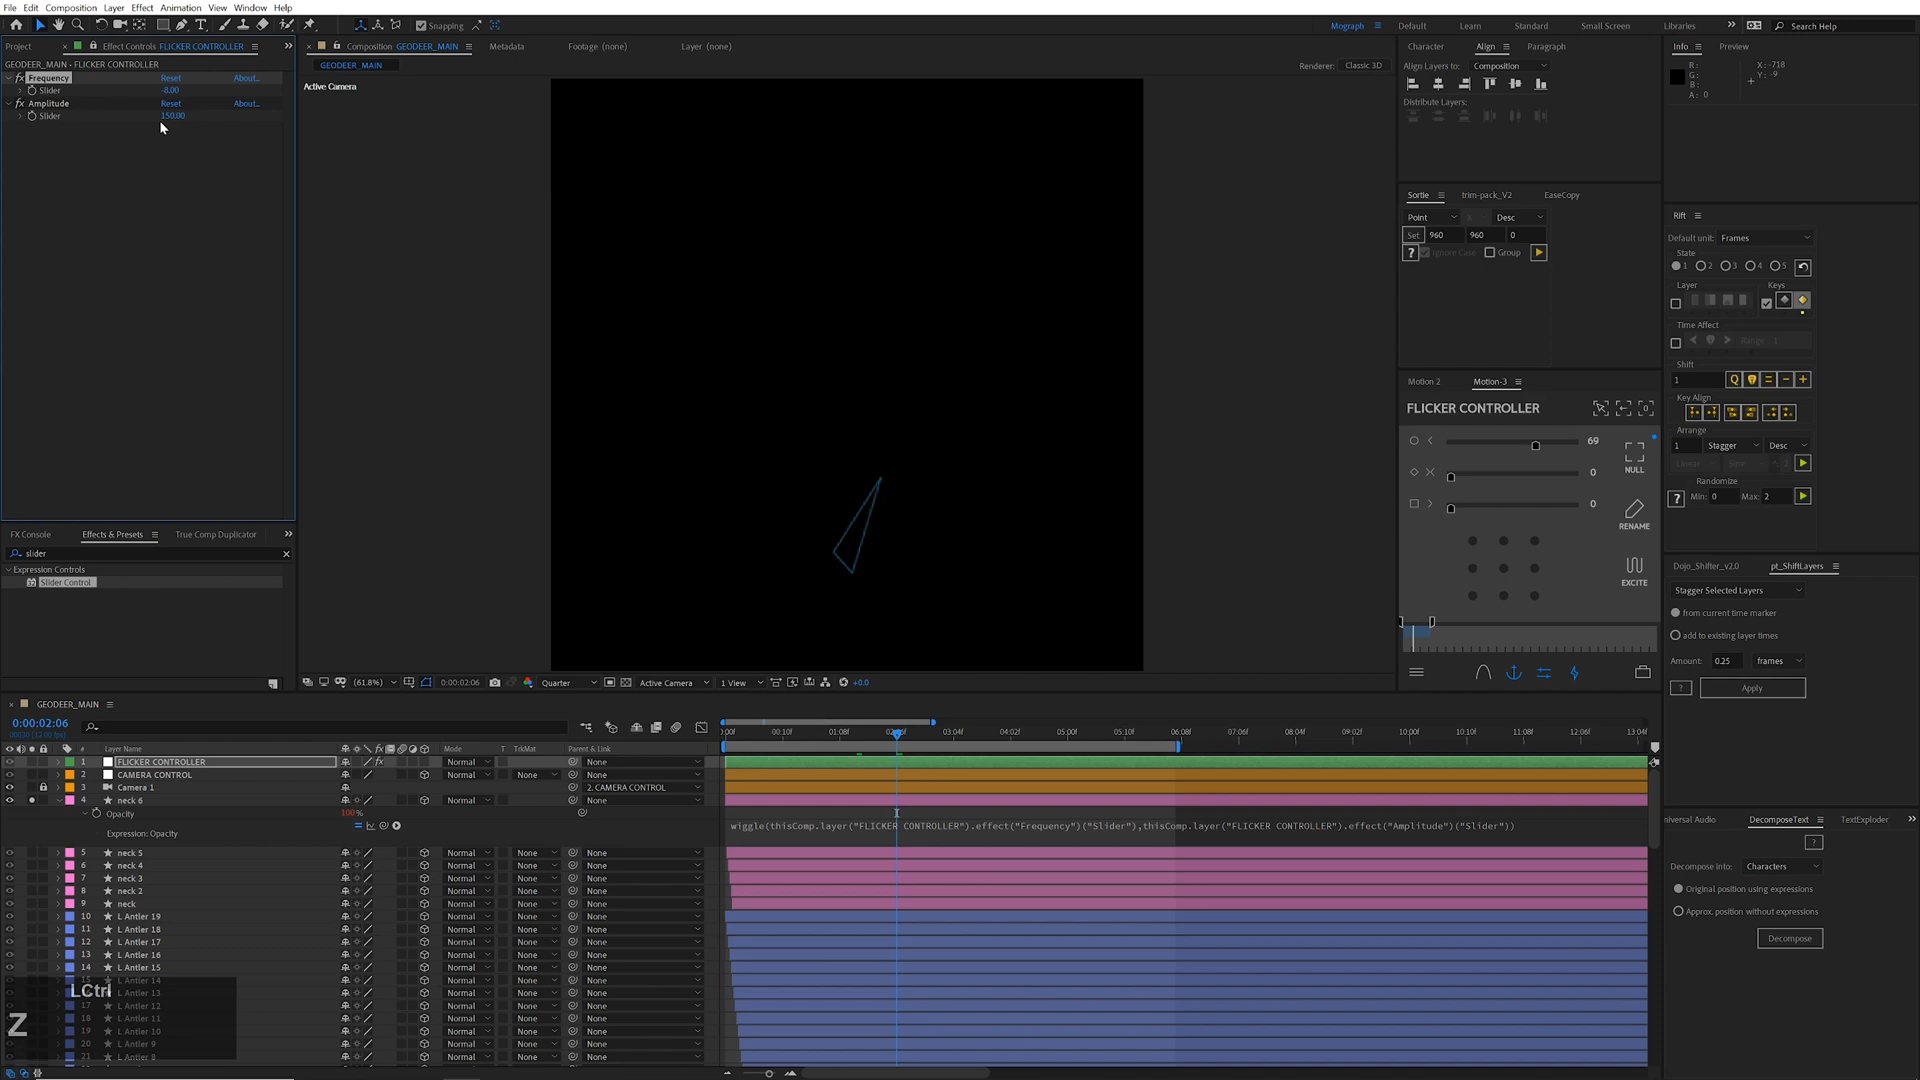 File Edit Composition Layer Effect Animation View Window Help
Snapping Mograph Default Learn Standard Small Screen Libraries Search Help
Project Effect Controls FLICKER CONTROLLER
GEODEER_MAIN - FLICKER CONTROLLER
fx Frequency Reset About...
Slider -8.00
fx Amplitude Reset About...
Slider 150.00
Composition GEODEER_MAIN Metadata Footage (none) Layer (none)
GEODEER_MAIN Renderer: Classic 3D
Active Camera
Character Align Paragraph
Align Layers to: Composition
Distribute Layers:
Info Preview
R: X: -718
G: Y: -9
B:
A: 0
Sortie trim-pack_V2 EaseCopy
Point X Desc
Set 960 960 0
? Ignore Case Group
Rift
Default unit: Frames
State
1 2 3 4 5
Layer Keys
Time Affect
Range 1
Shift
1 Q
Key Align
Arrange
1 Stagger Desc
Linear Sine 2
Randomize
? Min: 0 Max: 2
Motion 2 Motion-3
FLICKER CONTROLLER
69
0
0
NULL
RENAME
EXCITE
FX Console Effects & Presets True Comp Duplicator
slider
Expression Controls
Slider Control
Dojo_Shifter_v2.0 pt_ShiftLayers
Stagger Selected Layers
from current time marker
add to existing layer times
Amount: 0.25 frames
? Apply
(61.8%) 0:00:02:06 Quarter Active Camera 1 View +0.0
GEODEER_MAIN
0:00:02:06
00030 (12.00 fps)
# Layer Name Mode T TrkMat Parent & Link
0:00f 00:10f 01:08f 02:06f 03:04f 04:02f 05:00f 05:10f 06:08f 07:06f 08:04f 09:02f 10:00f 10:10f 11:08f 12:06f 13:04f
1 FLICKER CONTROLLER Normal None
2 CAMERA CONTROL Normal None None
3 Camera 1 2. CAMERA CONTROL
4 neck 6 Normal None
Opacity 100 %
Expression: Opacity
wiggle(thisComp.layer("FLICKER CONTROLLER").effect("Frequency")("Slider"),thisComp.layer("FLICKER CONTROLLER").effect("Amplitude")("Slider"))
5 neck 5 Normal None None
6 neck 4 Normal None None
7 neck 3 Normal None None
8 neck 2 Normal None None
9 neck Normal None None
10 L Antler 19 Normal None None
11 L Antler 18 Normal None None
12 L Antler 17 Normal None None
13 L Antler 16 Normal None None
14 L Antler 15 Normal None None
15 L Antler 14 Normal None None
L Antler 13 Normal None None
17 L Antler 12 Normal None None
18 L Antler 11 Normal None None
19 L Antler 10 Normal None None
20 L Antler 9 Normal None None
21 L Antler 8 Normal None None
LCtrl
Z
niversal Audio DecomposeText TextExploder
?
Decompose into: Characters
Original position using expressions
Approx. position without expressions
Decompose